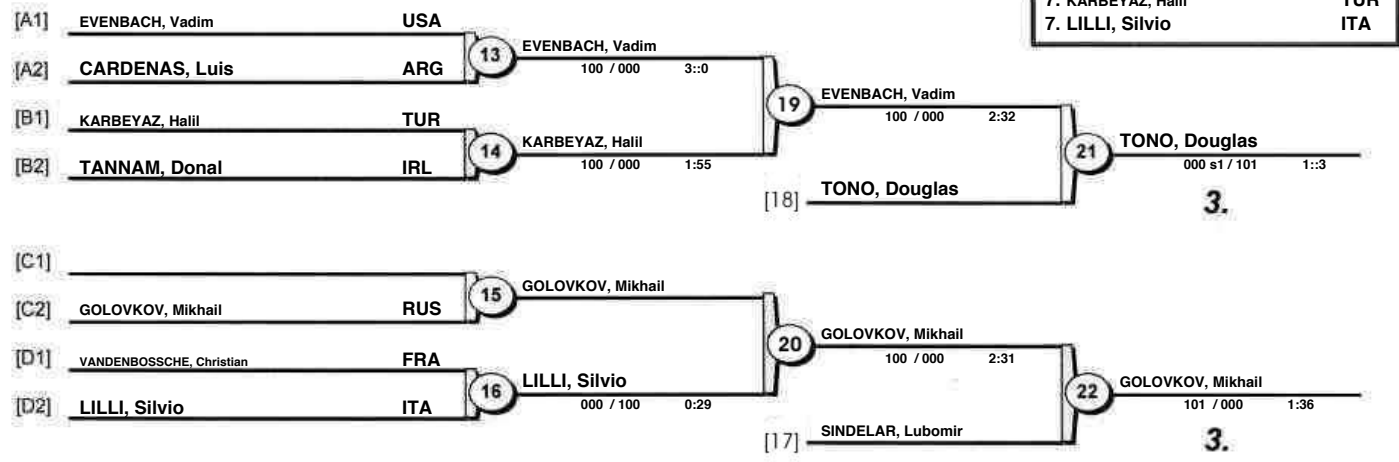 7. KARBEYAZ, Halil TUR
7. LILLI, Silvio ITA
[A1] EVENBACH, Vadim USA
[A2] CARDENAS, Luis ARG
13 EVENBACH, Vadim
100 / 000 3::0
[B1] KARBEYAZ, Halil TUR
[B2] TANNAM, Donal IRL
14 KARBEYAZ, Halil
100 / 000 1:55
19 EVENBACH, Vadim
100 / 000 2:32
[18] TONO, Douglas
21 TONO, Douglas
000 s1 / 101 1::3
3.
[C1]
[C2] GOLOVKOV, Mikhail RUS
15 GOLOVKOV, Mikhail
[D1] VANDENBOSSCHE, Christian FRA
[D2] LILLI, Silvio ITA
16 LILLI, Silvio
000 / 100 0:29
20 GOLOVKOV, Mikhail
100 / 000 2:31
[17] SINDELAR, Lubomir
22 GOLOVKOV, Mikhail
101 / 000 1:36
3.